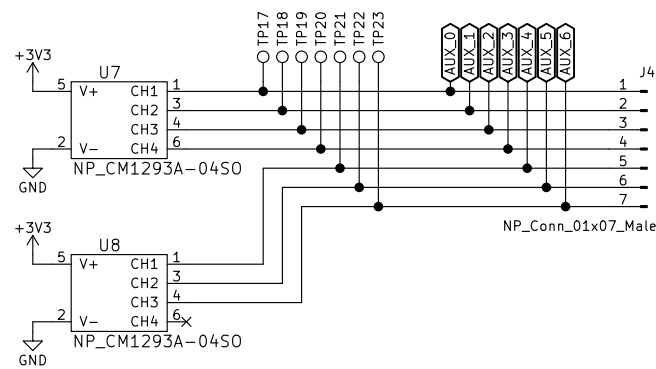 TP17 TP18 TP19 TP20 TP21 TP22 TP23
AUX_0 AUX_1 AUX_2 AUX_3 AUX_4 AUX_5 AUX_6
+3V3
U7
J4
5 V+ CH1 1
CH2 3
CH3 4
2 V- CH4 6
NP_CM1293A-04SO
GND
1
2
3
4
5
6
7
NP_Conn_01x07_Male
+3V3
U8
5 V+ CH1 1
CH2 3
CH3 4
2 V- CH4 6
NP_CM1293A-04SO
GND